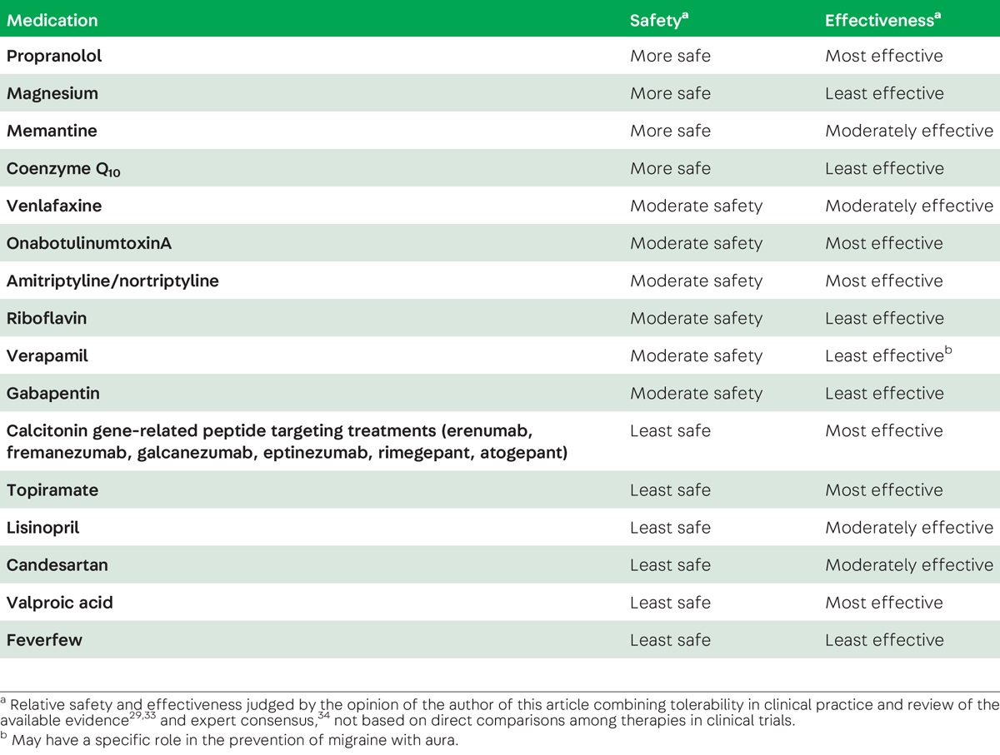 Medication Safetyᵃ Effectivenessᵃ
Propranolol More safe Most effective
Magnesium More safe Least effective
Memantine More safe Moderately effective
Coenzyme Q₁₀ More safe Least effective
Venlafaxine Moderate safety Moderately effective
OnabotulinumtoxinA Moderate safety Most effective
Amitriptyline/nortriptyline Moderate safety Most effective
Riboflavin Moderate safety Least effective
Verapamil Moderate safety Least effectiveᵇ
Gabapentin Moderate safety Least effective
Calcitonin gene-related peptide targeting treatments (erenumab, Least safe Most effective
fremanezumab, galcanezumab, eptinezumab, rimegepant, atogepant)
Topiramate Least safe Most effective
Lisinopril Least safe Moderately effective
Candesartan Least safe Moderately effective
Valproic acid Least safe Most effective
Feverfew Least safe Least effective
ᵃ Relative safety and effectiveness judged by the opinion of the author of this article combining tolerability in clinical practice and review of the
available evidence²⁹,³³ and expert consensus,³⁴ not based on direct comparisons among therapies in clinical trials.
ᵇ May have a specific role in the prevention of migraine with aura.